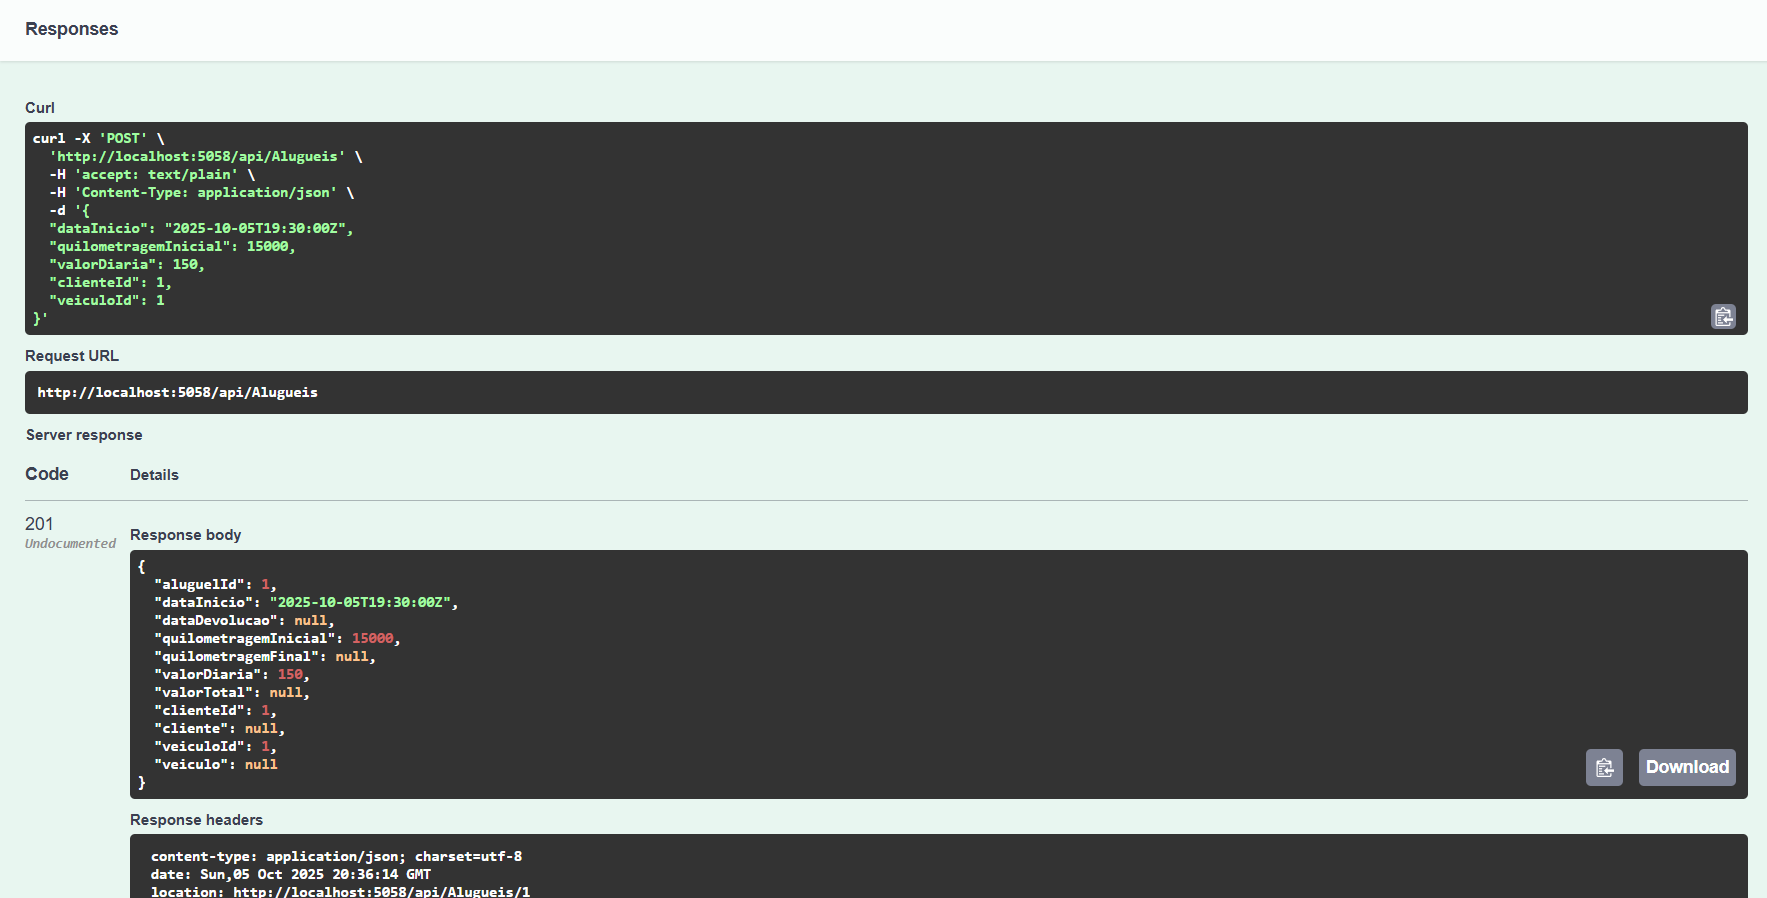 Responses
Curl
curl -X 'POST' \
  'http://localhost:5058/api/Alugueis' \
  -H 'accept: text/plain' \
  -H 'Content-Type: application/json' \
  -d '{
  "dataInicio": "2025-10-05T19:30:00Z",
  "quilometragemInicial": 15000,
  "valorDiaria": 150,
  "clienteId": 1,
  "veiculoId": 1
}'
Request URL
http://localhost:5058/api/Alugueis
Server response
Code Details
201
Undocumented
Response body
{
  "aluguelId": 1,
  "dataInicio": "2025-10-05T19:30:00Z",
  "dataDevolucao": null,
  "quilometragemInicial": 15000,
  "quilometragemFinal": null,
  "valorDiaria": 150,
  "valorTotal": null,
  "clienteId": 1,
  "cliente": null,
  "veiculoId": 1,
  "veiculo": null
}
Download
Response headers
content-type: application/json; charset=utf-8
date: Sun,05 Oct 2025 20:36:14 GMT
location: http://localhost:5058/api/Alugueis/1